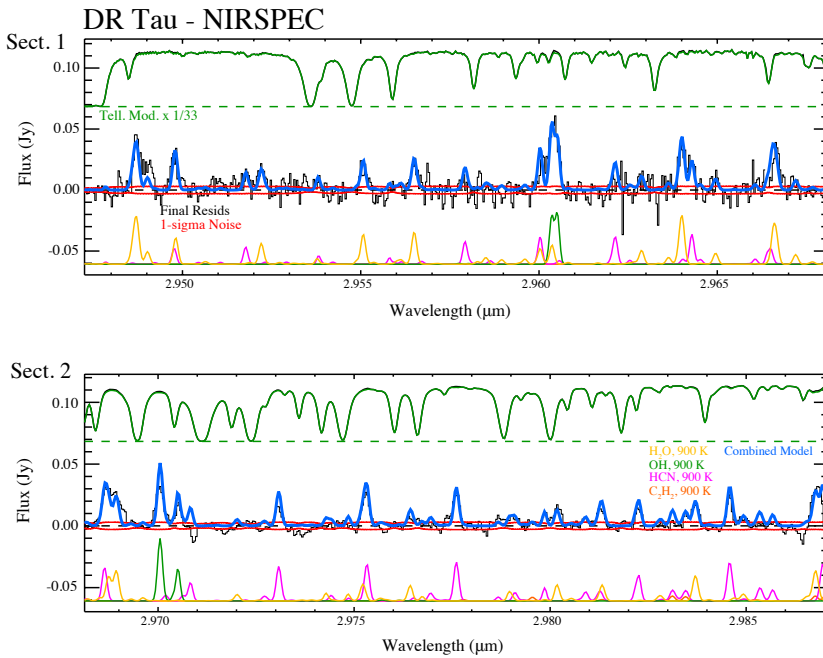 DR Tau - NIRSPEC
Sect. 1
0.10
Tell. Mod. x 1/33
0.05
Flux (Jy)
0.00
Final Resids
1-sigma Noise
-0.05
2.950 2.955 2.960 2.965
Wavelength (μm)
Sect. 2
0.10
H₂O, 900 K Combined Model
OH, 900 K
HCN, 900 K
C₂H₂, 900 K
0.05
Flux (Jy)
0.00
-0.05
2.970 2.975 2.980 2.985
Wavelength (μm)